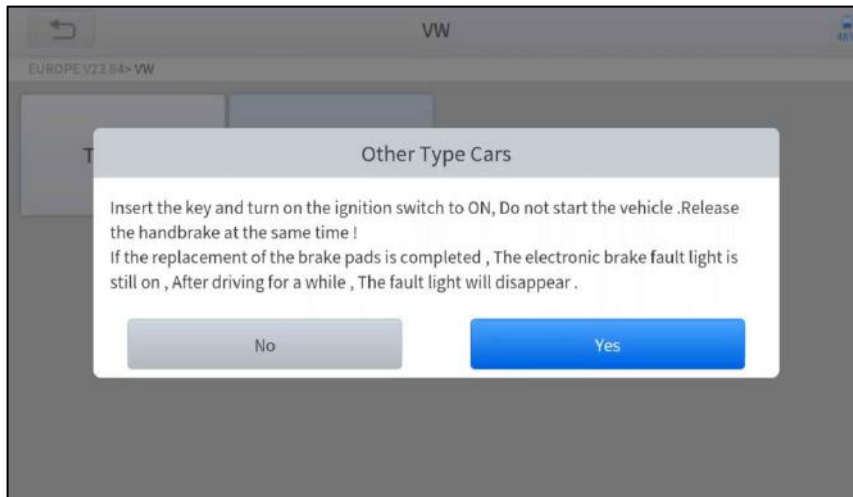 VW
EUROPE V23.84> VW
T
Other Type Cars
Insert the key and turn on the ignition switch to ON, Do not start the vehicle .Release
the handbrake at the same time !
If the replacement of the brake pads is completed , The electronic brake fault light is
still on , After driving for a while , The fault light will disappear .
No
Yes